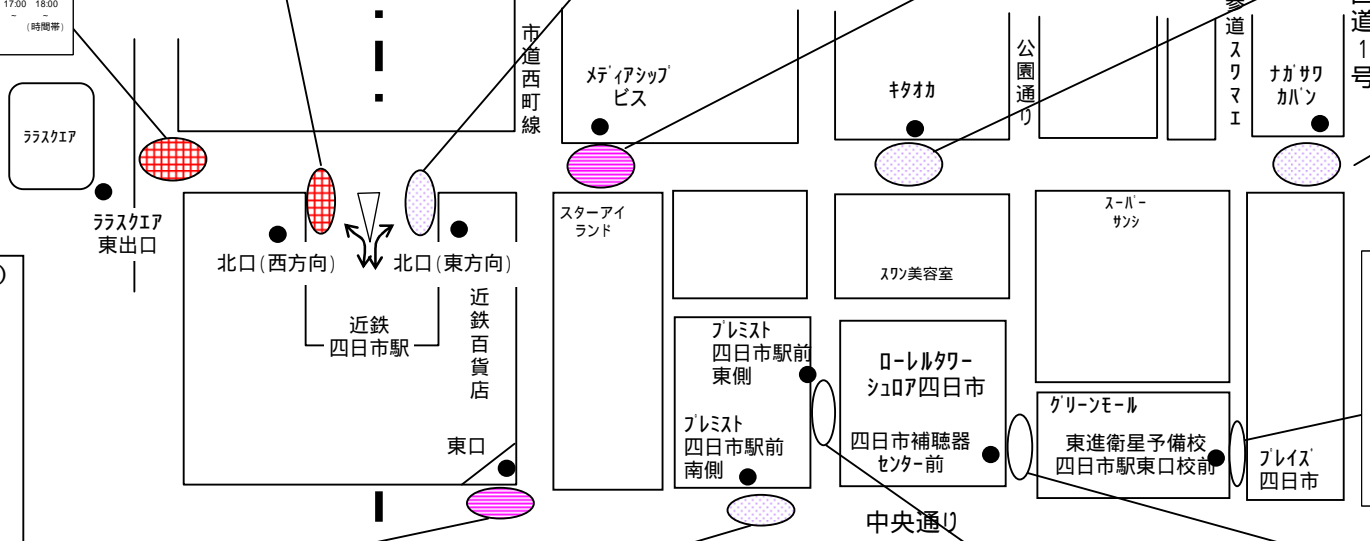 17:00 18:00
~ ~
(時間帯)
ララスクエア
ララスクエア
東出口
北口(西方向)
北口(東方向)
近鉄
四日市駅
近鉄百貨店
東口
市道西町線
メディアシップ
ビス
スターアイ
ランド
キタオカ
公園通り
スワン美容室
プレミスト
四日市駅前
東側
プレミスト
四日市駅前
南側
ローレルタワー
シュロア四日市
四日市補聴器
センター前
中央通り
参道スワマエ
スーパー
サンシ
グリーンモール
東進衛星予備校
四日市駅東口校前
ナガサワ
カバン
道1号
ブレイズ
四日市